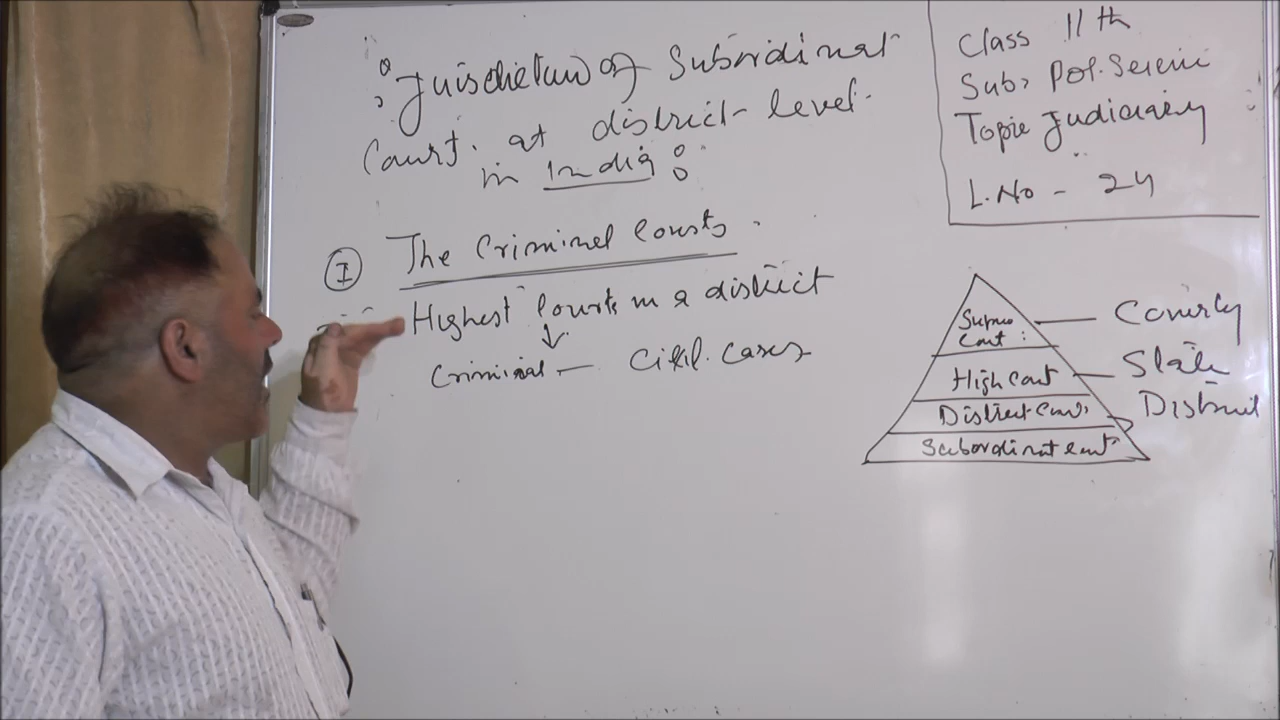 Juisdiction of Subordinat
Court. at district-level.
in India
I The Criminal Courts.
Highest Courts in a district
Criminal — Civil. Cases
Class 11th
Sub, Pol. Science
Topic Judiciary
L.No - 24
Supreme — Country
Court :
High Court — State
District Court District
Subordinat Court